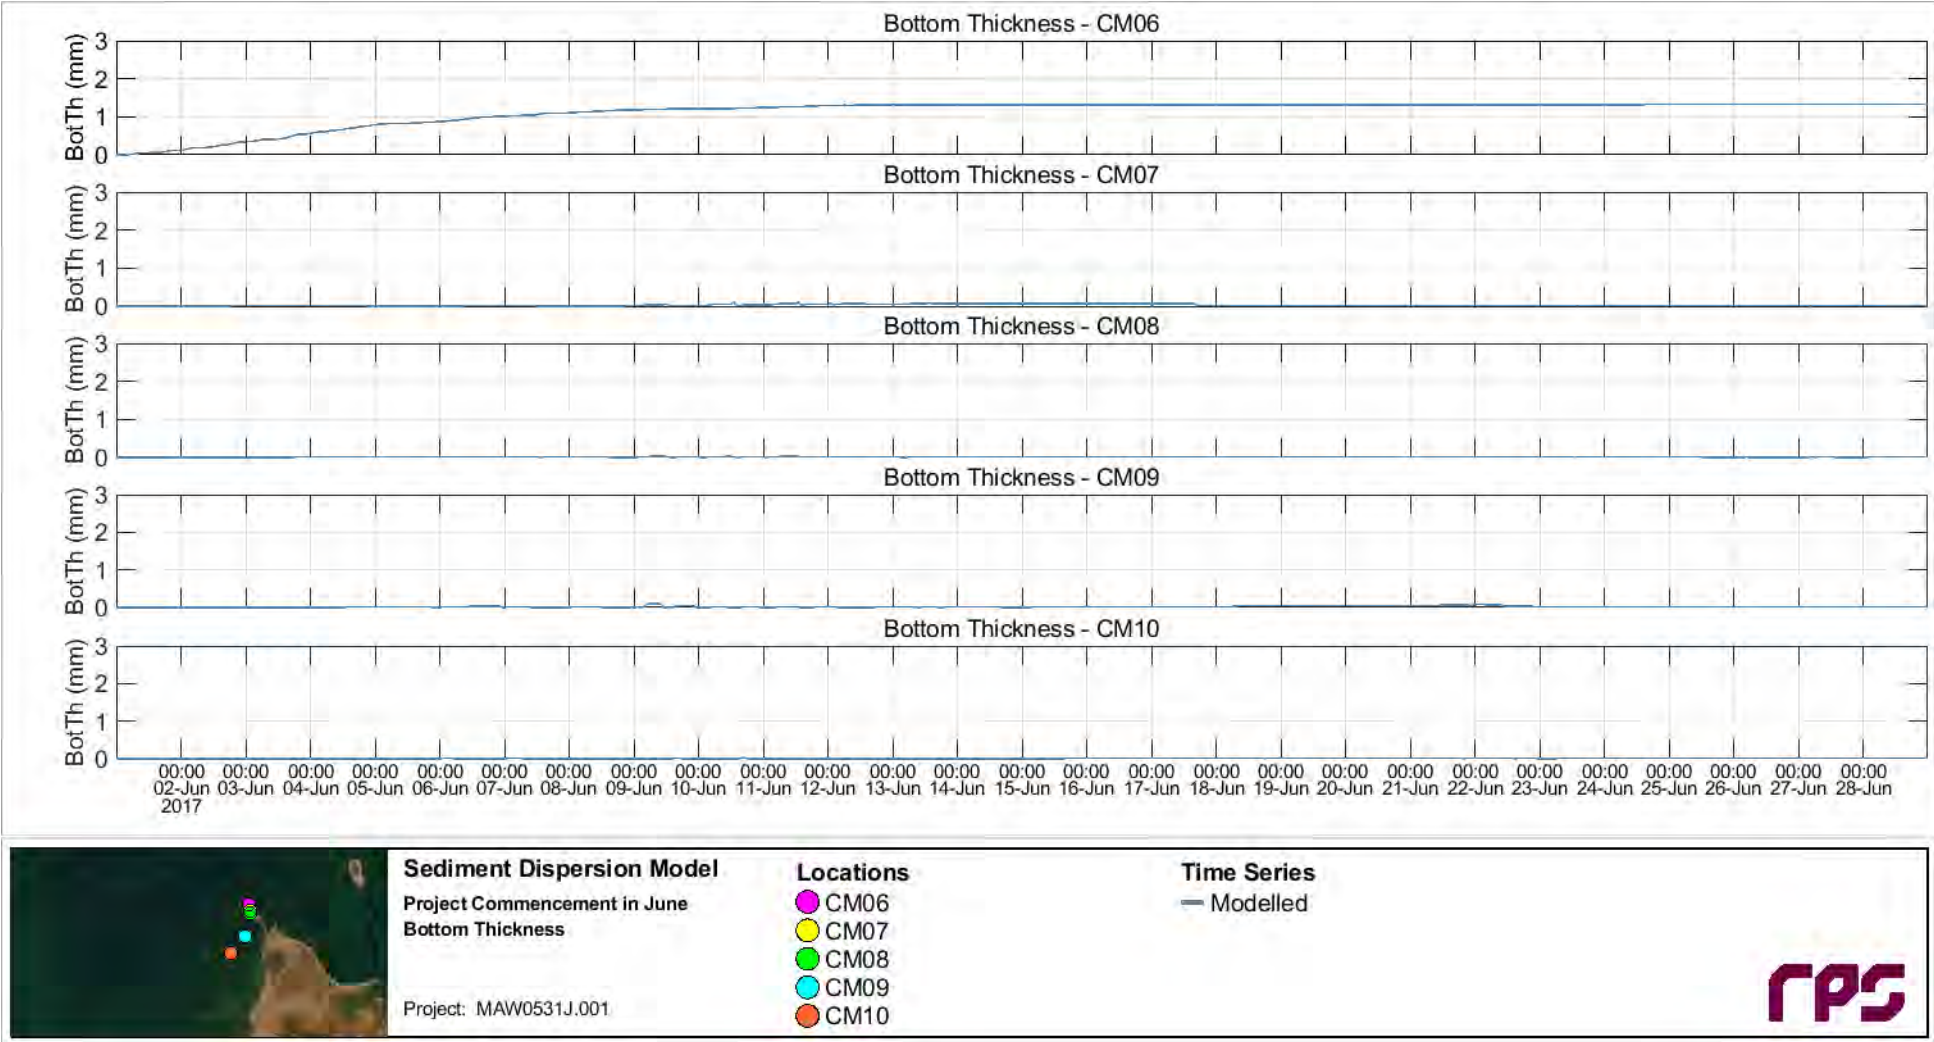 Bottom Thickness - CM06
BotTh (mm)
3
2
1
0
Bottom Thickness - CM07
BotTh (mm)
3
2
1
0
Bottom Thickness - CM08
BotTh (mm)
3
2
1
0
Bottom Thickness - CM09
BotTh (mm)
3
2
1
0
Bottom Thickness - CM10
BotTh (mm)
3
2
1
0
00:00 00:00 00:00 00:00 00:00 00:00 00:00 00:00 00:00 00:00 00:00 00:00 00:00 00:00 00:00 00:00 00:00 00:00 00:00 00:00 00:00 00:00 00:00 00:00 00:00 00:00 00:00
02-Jun 03-Jun 04-Jun 05-Jun 06-Jun 07-Jun 08-Jun 09-Jun 10-Jun 11-Jun 12-Jun 13-Jun 14-Jun 15-Jun 16-Jun 17-Jun 18-Jun 19-Jun 20-Jun 21-Jun 22-Jun 23-Jun 24-Jun 25-Jun 26-Jun 27-Jun 28-Jun
2017
Sediment Dispersion Model
Project Commencement in June
Bottom Thickness
Project: MAW0531J.001
Locations
CM06
CM07
CM08
CM09
CM10
Time Series
Modelled
rps